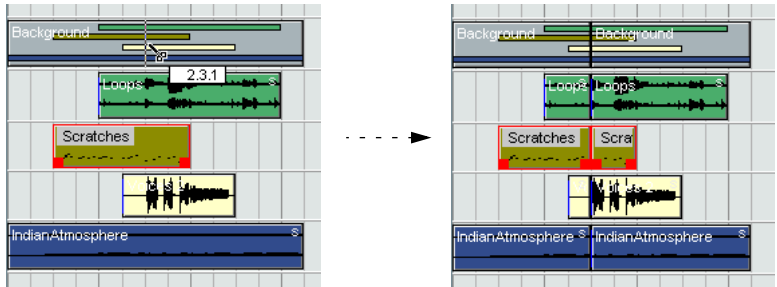 Background
2.3.1
Loops S
Scratches
IndianAtmosphere S
Background Background
Loops S Loops S
Scratches Scra
IndianAtmosphere S IndianAtmosphere S